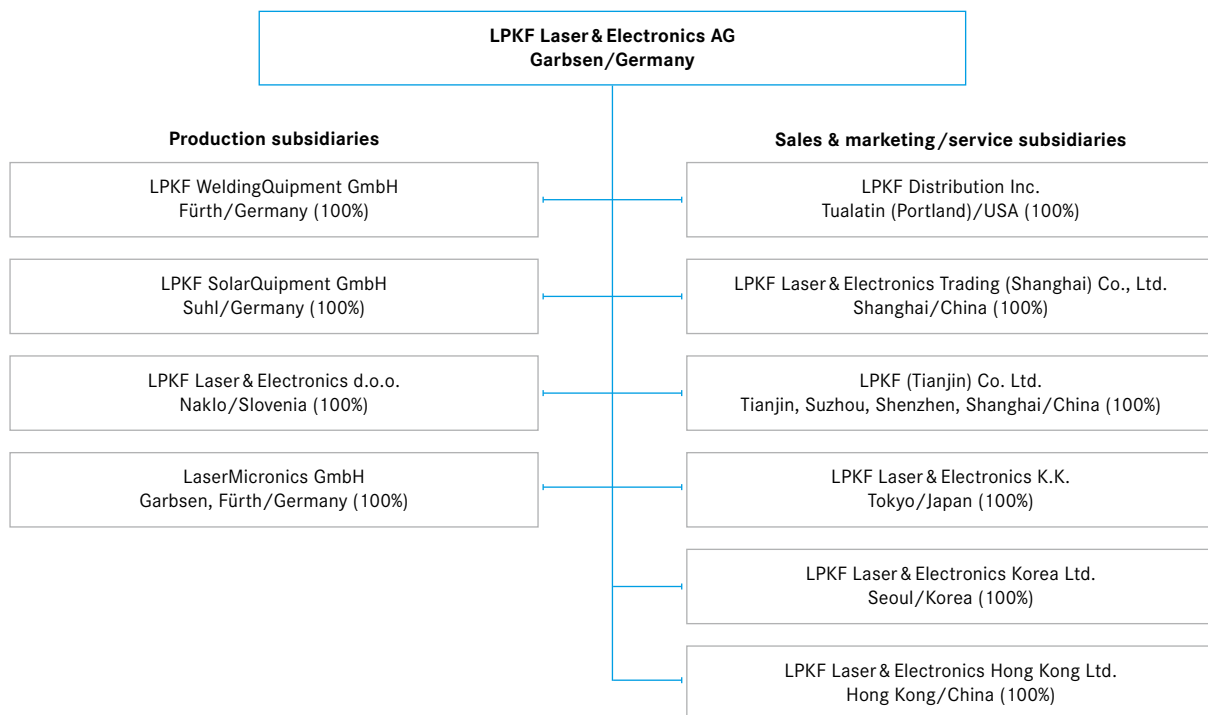 LPKF Laser & Electronics AG
Garbsen/Germany
Production subsidiaries
LPKF WeldingQuipment GmbH
Fürth/Germany (100%)
LPKF SolarQuipment GmbH
Suhl/Germany (100%)
LPKF Laser & Electronics d.o.o.
Naklo/Slovenia (100%)
LaserMicronics GmbH
Garbsen, Fürth/Germany (100%)
Sales & marketing/service subsidiaries
LPKF Distribution Inc.
Tualatin (Portland)/USA (100%)
LPKF Laser & Electronics Trading (Shanghai) Co., Ltd.
Shanghai/China (100%)
LPKF (Tianjin) Co. Ltd.
Tianjin, Suzhou, Shenzhen, Shanghai/China (100%)
LPKF Laser & Electronics K.K.
Tokyo/Japan (100%)
LPKF Laser & Electronics Korea Ltd.
Seoul/Korea (100%)
LPKF Laser & Electronics Hong Kong Ltd.
Hong Kong/China (100%)